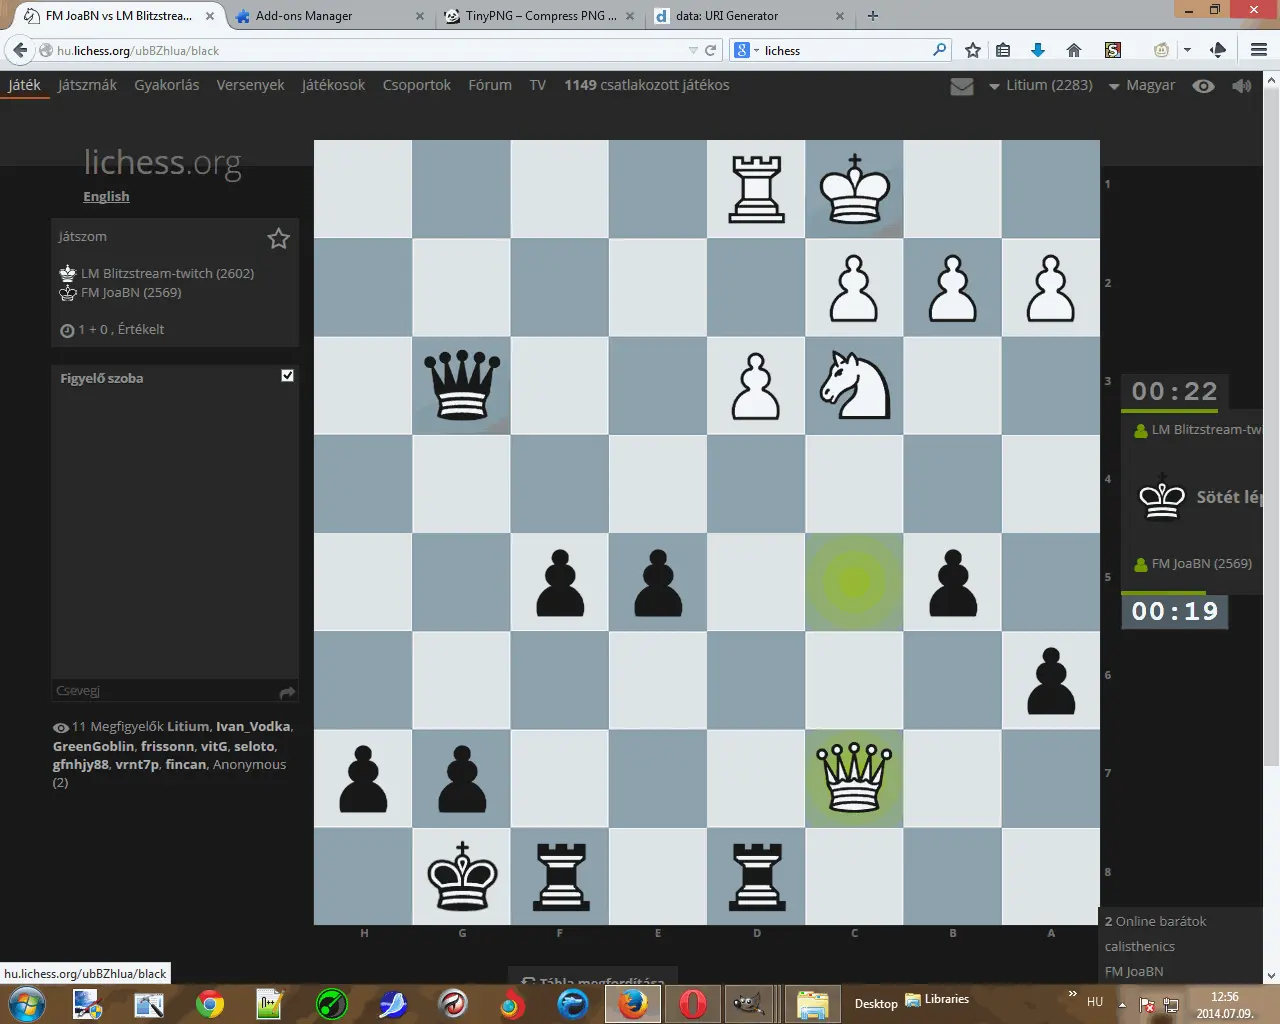 FM JoaBN vs LM Blitzstrea...
Add-ons Manager
TinyPNG – Compress PNG ...
data: URI Generator
hu.lichess.org/ubBZhlua/black
lichess
Játék Játszmák Gyakorlás Versenyek Játékosok Csoportok Fórum TV 1149 csatlakozott játékos
Litium (2283) Magyar
lichess.org
English
Játszom
LM Blitzstream-twitch (2602)
FM JoaBN (2569)
1 + 0 , Értékelt
Figyelő szoba
Csevegj
11 Megfigyelők Litium, Ivan_Vodka,
GreenGoblin, frissonn, vitG, seloto,
gfnhjy88, vrnt7p, fincan, Anonymous
(2)
1
2
3
4
5
6
7
8
H G F E D C B A
00:22
LM Blitzstream-twi
Sötét lép
FM JoaBN (2569)
00:19
2 Online barátok
calisthenics
FM JoaBN
Tábla megfordítása
hu.lichess.org/ubBZhlua/black
Desktop
Libraries
HU
12:56
2014.07.09.